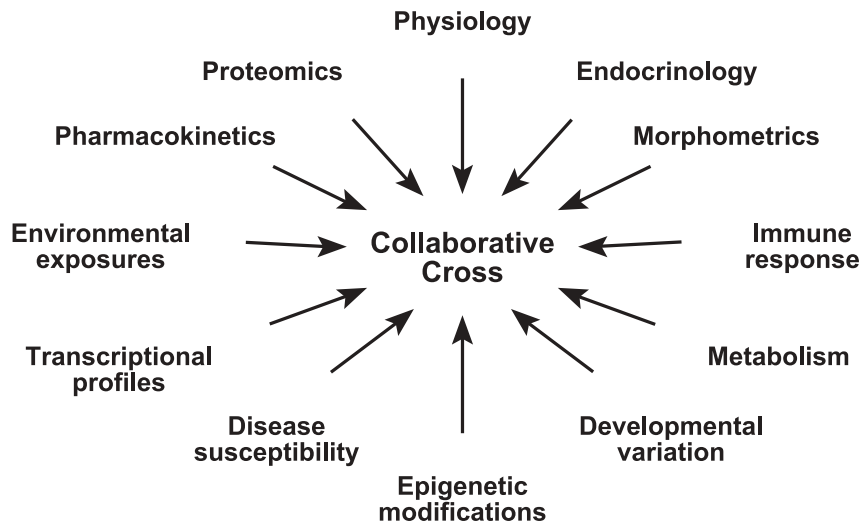 Physiology
Proteomics
Endocrinology
Pharmacokinetics
Morphometrics
Environmental
exposures
Collaborative
Cross
Immune
response
Transcriptional
profiles
Metabolism
Disease
susceptibility
Developmental
variation
Epigenetic
modifications